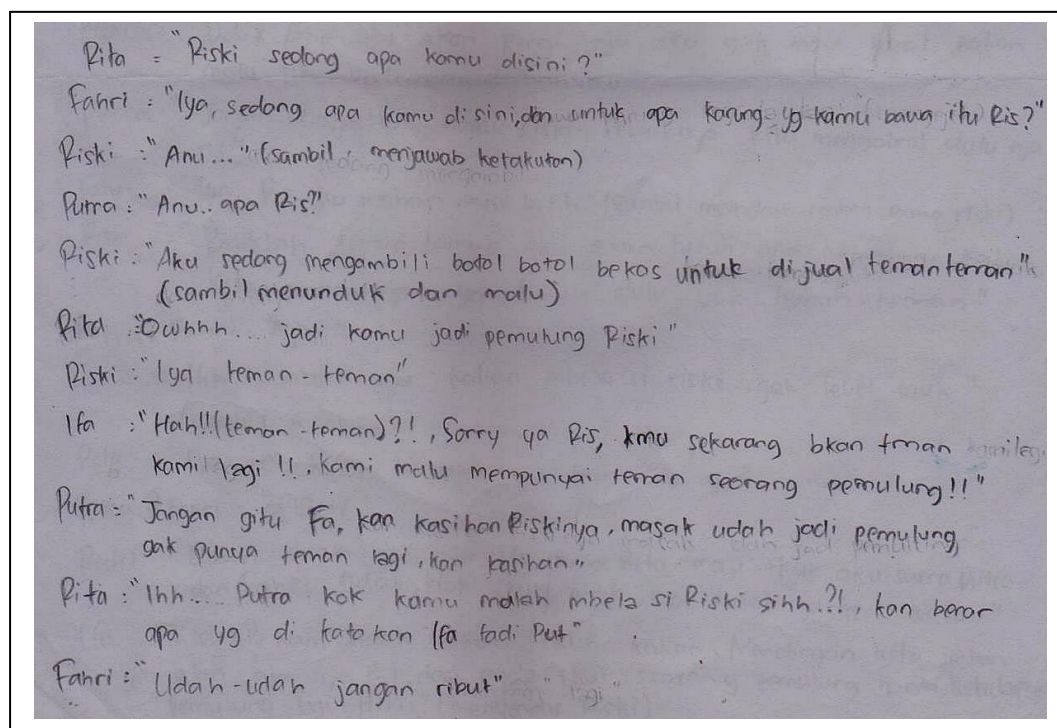 Rita = "Riski sedang apa kamu disini?"
Fahri : "Iya, sedang apa kamu di sini, dan untuk apa karung yg kamu bawa itu Ris?"
Riski : "Anu..." (sambil menjawab ketakutan)
Putra : "Anu.. apa Ris?"
Riski : "Aku sedang mengambili botol botol bekas untuk dijual teman teman"
(sambil menunduk dan malu)
Rita : "Owhhh.... jadi kamu jadi pemulung Riski"
Riski : "Iya teman-teman"
Ifa : "Hah!!! (teman-teman)?!, Sorry ya Ris, kmu sekarang bkan tman
kami lagi !!, kami malu mempunyai teman seorang pemulung!!"
Putra = "Jangan gitu Fa, kan kasihan Riskinya, masak udah jadi pemulung,
gak punya teman lagi, kan kasihan"
Rita : "Ihh... Putra kok kamu malah mbela si Riski sihh..?!, kan benar
apa yg di katakan Ifa tadi Put"
Fahri = "Udah-udah jangan ribut"